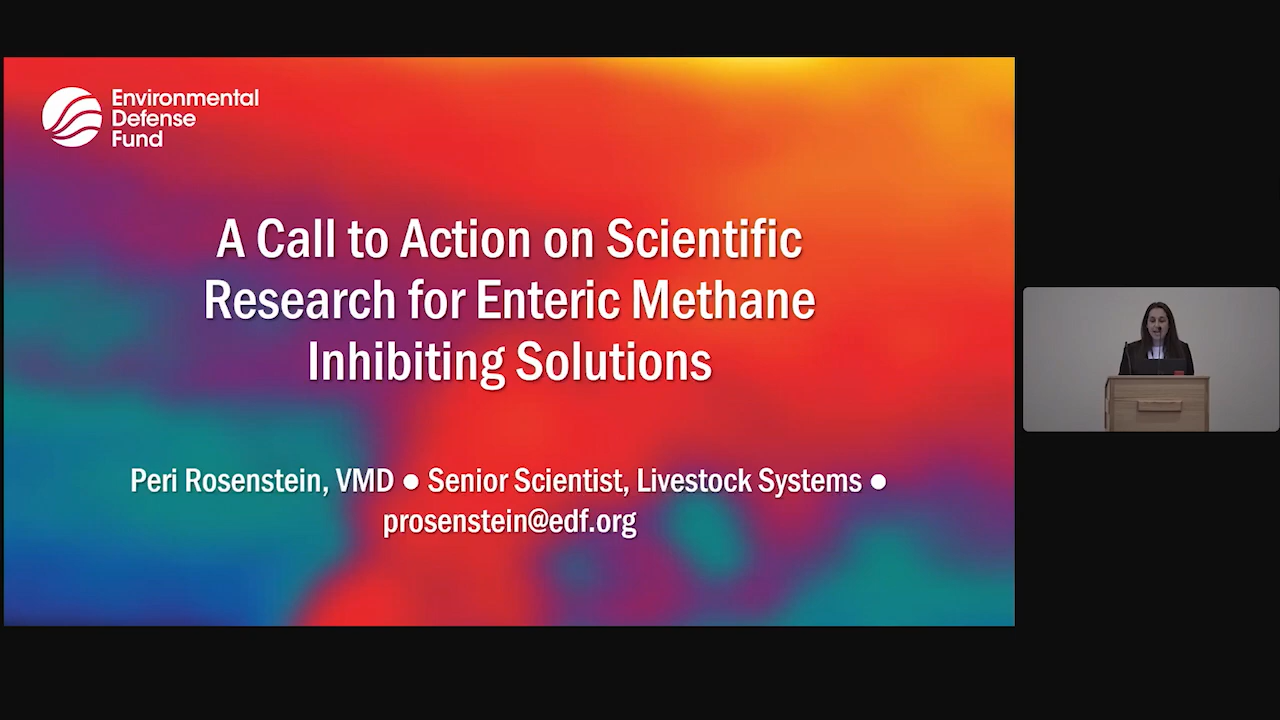 Environmental
Defense
Fund
A Call to Action on Scientific
Research for Enteric Methane
Inhibiting Solutions
Peri Rosenstein, VMD ● Senior Scientist, Livestock Systems ●
prosenstein@edf.org